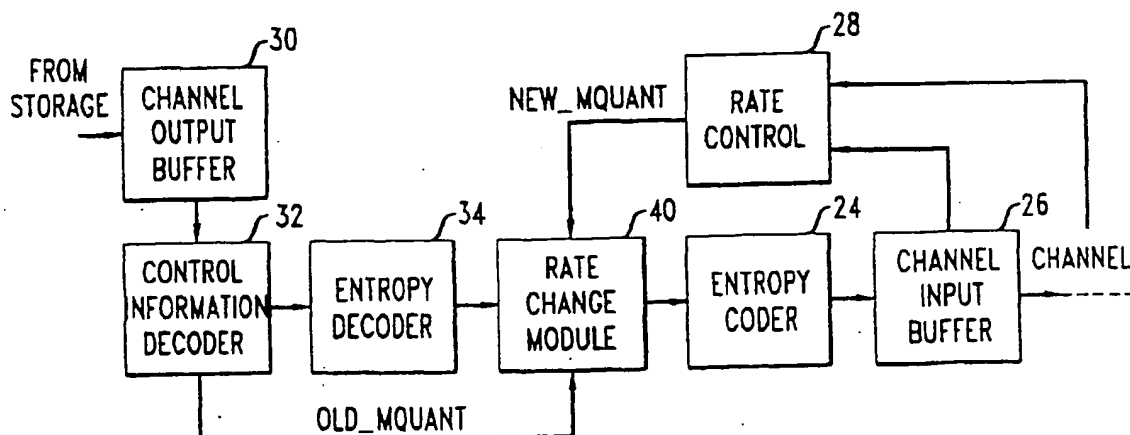 30
FROM
STORAGE
CHANNEL
OUTPUT
BUFFER
28
NEW_MQUANT
RATE
CONTROL
32
CONTROL
INFORMATION
DECODER
34
ENTROPY
DECODER
40
RATE
CHANGE
MODULE
24
ENTROPY
CODER
26
CHANNEL
INPUT
BUFFER
CHANNEL
OLD_MQUANT